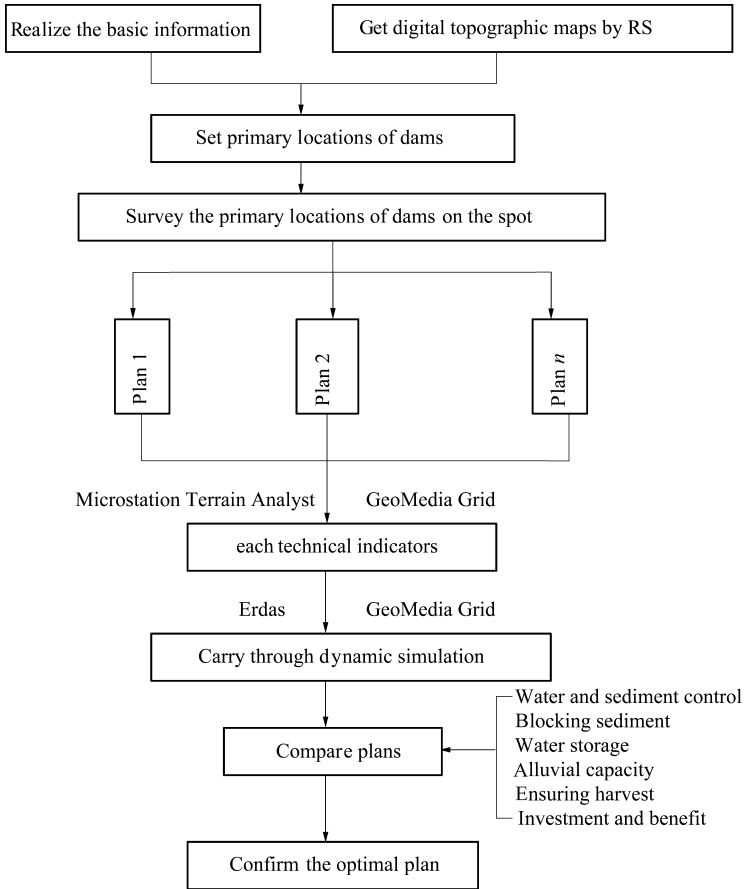 Realize the basic information
Get digital topographic maps by RS
Set primary locations of dams
Survey the primary locations of dams on the spot
Plan 1
Plan 2
Plan n
Microstation Terrain Analyst
GeoMedia Grid
each technical indicators
Erdas
GeoMedia Grid
Carry through dynamic simulation
Water and sediment control
Blocking sediment
Water storage
Alluvial capacity
Ensuring harvest
Investment and benefit
Compare plans
Confirm the optimal plan